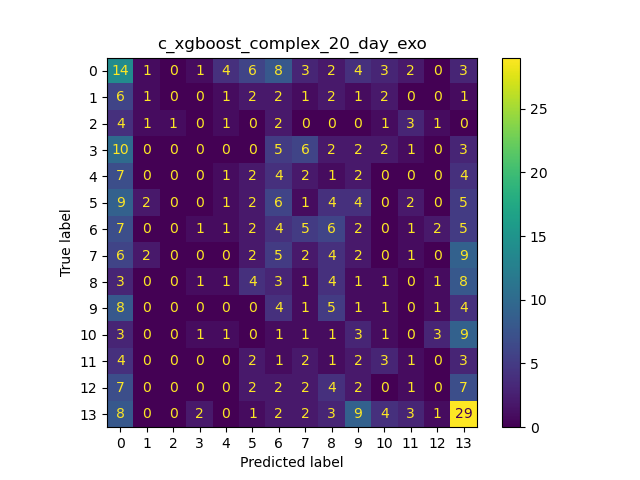 c_xgboost_complex_20_day_exo
0 14 1 0 1 4 6 8 3 2 4 3 2 0 3
1 6 1 0 0 1 2 2 1 2 1 2 0 0 1
2 4 1 1 0 1 0 2 0 0 0 1 3 1 0
3 10 0 0 0 0 0 5 6 2 2 2 1 0 3
4 7 0 0 0 1 2 4 2 1 2 0 0 0 4
5 9 2 0 0 1 2 6 1 4 4 0 2 0 5
6 7 0 0 1 1 2 4 5 6 2 0 1 2 5
7 6 2 0 0 0 2 5 2 4 2 0 1 0 9
8 3 0 0 1 1 4 3 1 4 1 1 0 1 8
9 8 0 0 0 0 0 4 1 5 1 1 0 1 4
10 3 0 0 1 1 0 1 1 1 3 1 0 3 9
11 4 0 0 0 0 2 1 2 1 2 3 1 0 3
12 7 0 0 0 0 2 2 2 4 2 0 1 0 7
13 8 0 0 2 0 1 2 2 3 9 4 3 1 29
0 1 2 3 4 5 6 7 8 9 10 11 12 13
Predicted label
True label
25
20
15
10
5
0